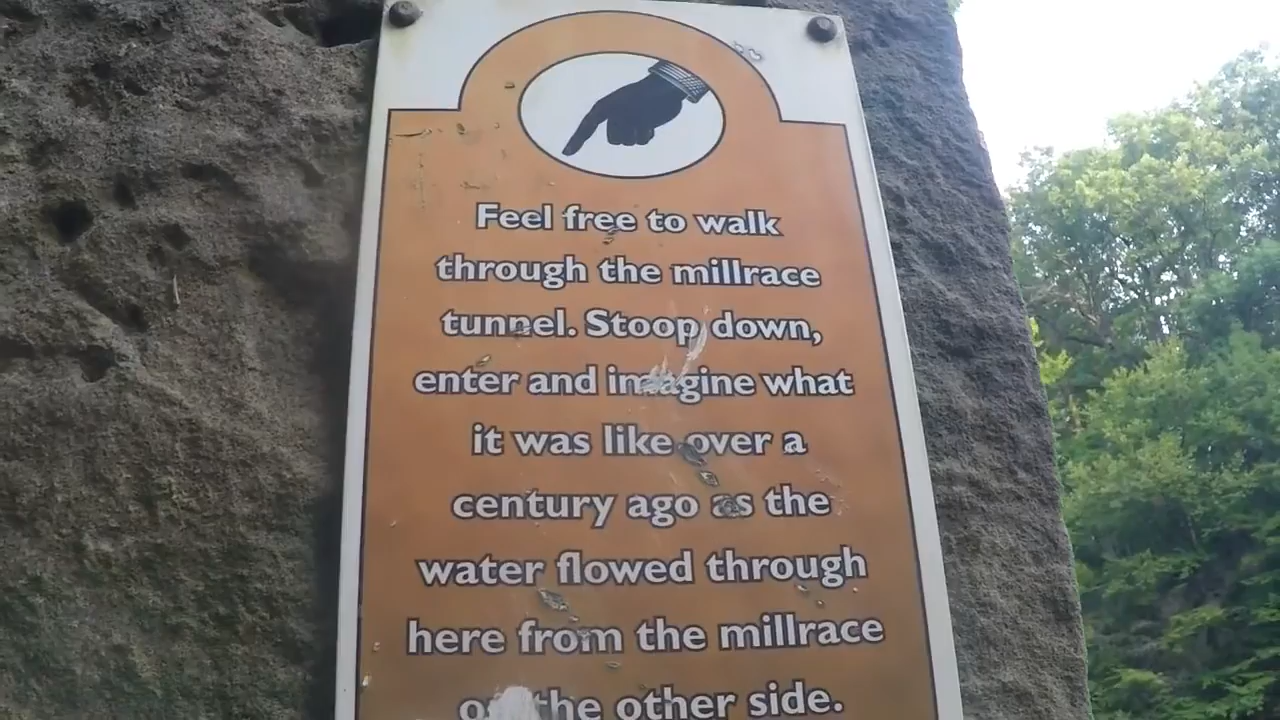 Feel free to walk
through the millrace
tunnel. Stoop down,
enter and imagine what
it was like over a
century ago as the
water flowed through
here from the millrace
on the other side.